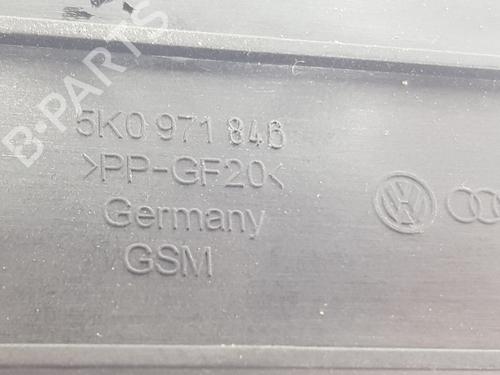 B-PARTS
5K0 971 846
>PP-GF20<
Germany
GSM